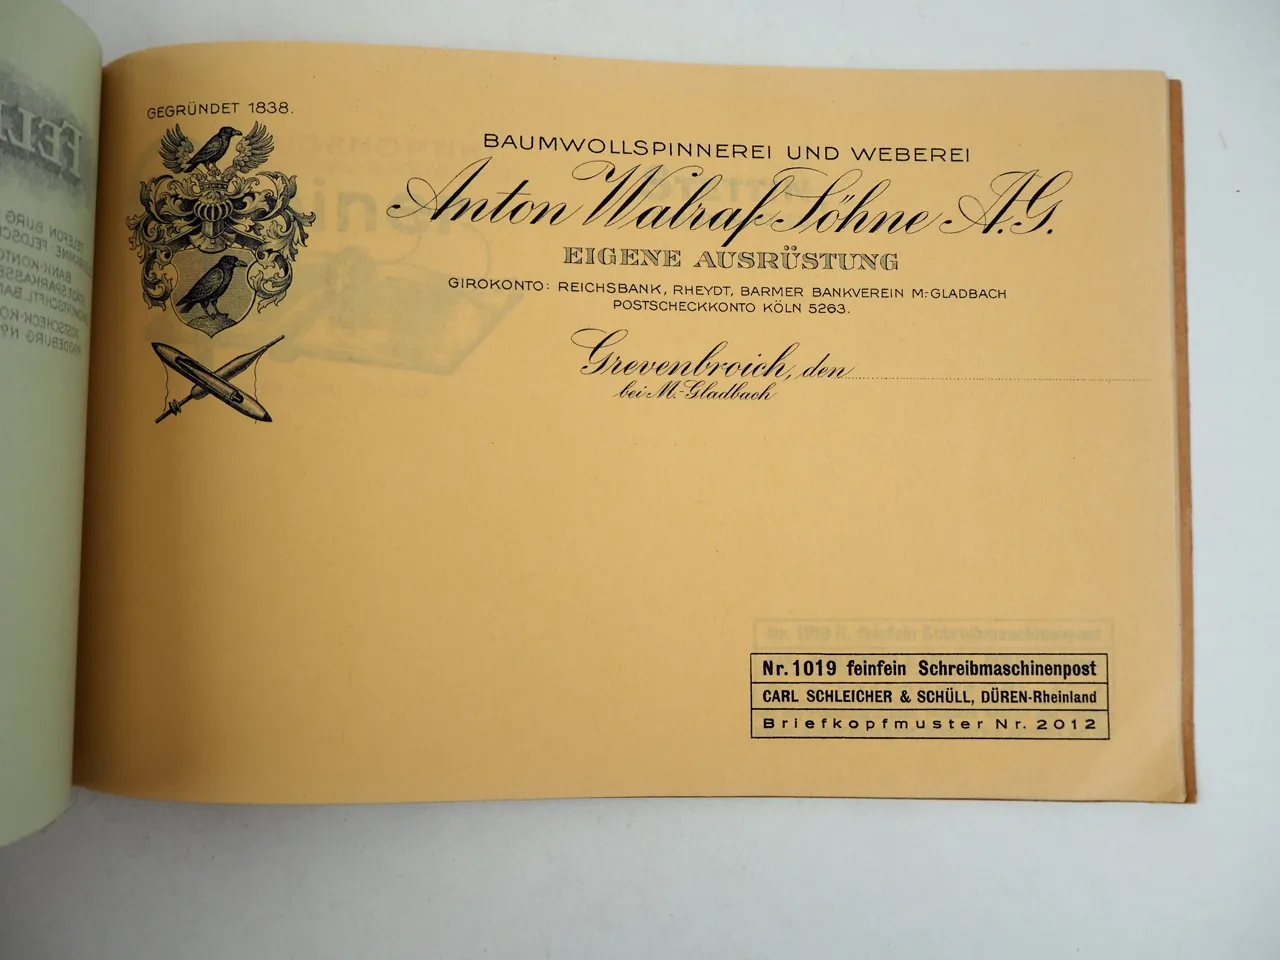 GEGRÜNDET 1838.
BAUMWOLLSPINNEREI UND WEBEREI
Anton Walraf Söhne A.G.
EIGENE AUSRÜSTUNG
GIROKONTO: REICHSBANK, RHEYDT, BARMER BANKVEREIN M.-GLADBACH
POSTSCHECKKONTO KÖLN 5263.
Grevenbroich, den
bei M.-Gladbach
Nr. 1019 feinfein Schreibmaschinenpost
CARL SCHLEICHER & SCHÜLL, DÜREN-Rheinland
Briefkopfmuster Nr. 2012